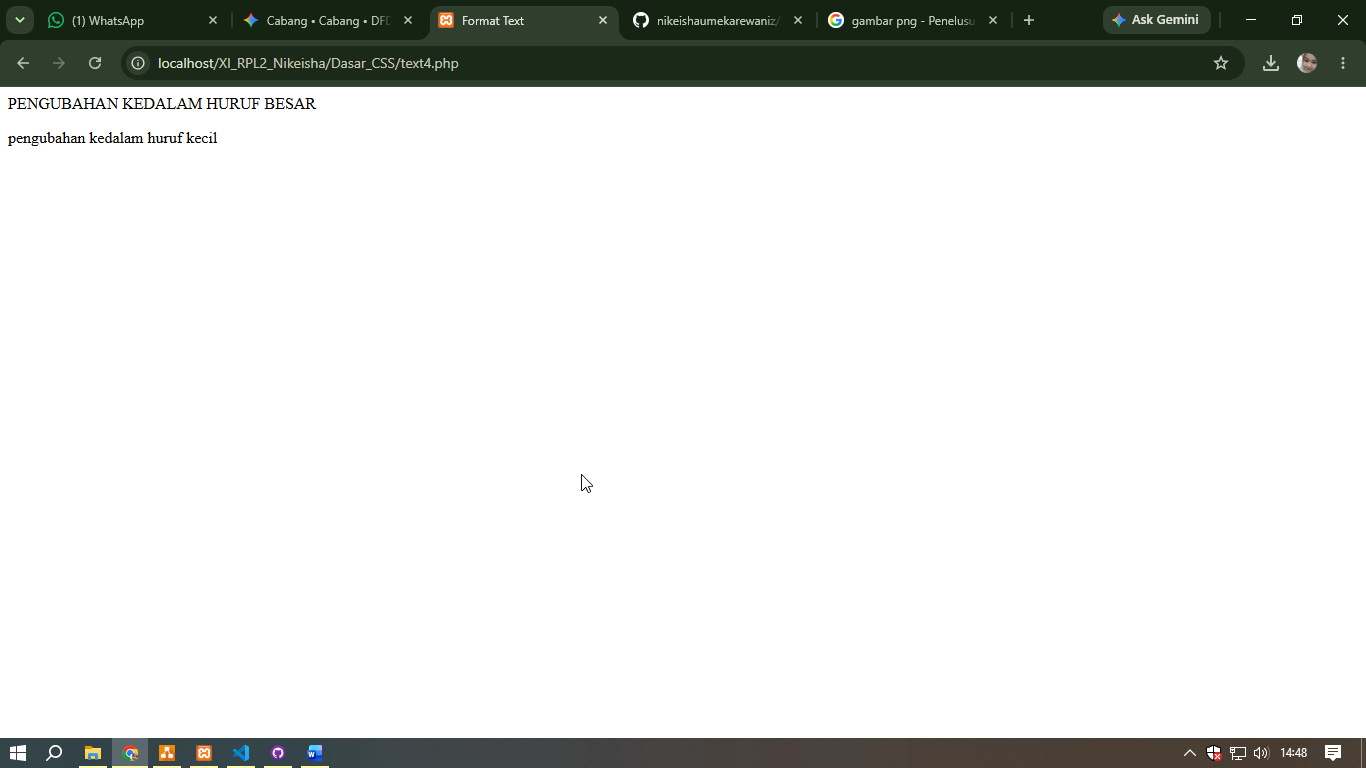 (1) WhatsApp
Cabang • Cabang • DFD
Format Text
nikeishaumekarewaniz/
gambar png - Penelusu
Ask Gemini
localhost/XI_RPL2_Nikeisha/Dasar_CSS/text4.php
PENGUBAHAN KEDALAM HURUF BESAR
pengubahan kedalam huruf kecil
14:48